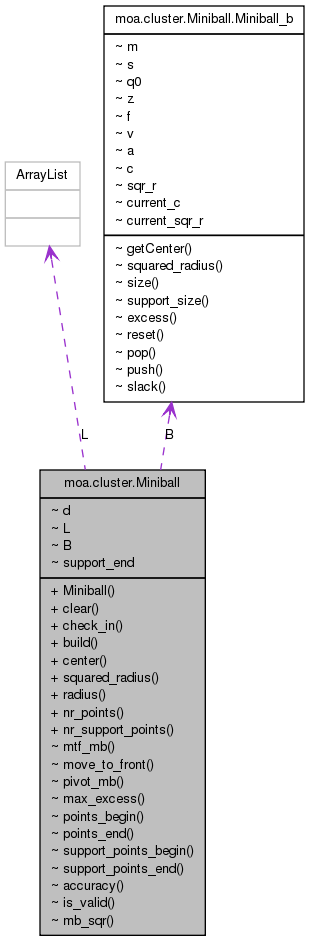 moa.cluster.Miniball.Miniball_b
~ m
~ s
~ q0
~ z
~ f
~ v
~ a
~ c
~ sqr_r
~ current_c
~ current_sqr_r
~ getCenter()
~ squared_radius()
~ size()
~ support_size()
~ excess()
~ reset()
~ pop()
~ push()
~ slack()
ArrayList
L
B
moa.cluster.Miniball
~ d
~ L
~ B
~ support_end
+ Miniball()
+ clear()
+ check_in()
+ build()
+ center()
+ squared_radius()
+ radius()
+ nr_points()
+ nr_support_points()
~ mtf_mb()
~ move_to_front()
~ pivot_mb()
~ max_excess()
~ points_begin()
~ points_end()
~ support_points_begin()
~ support_points_end()
~ accuracy()
~ is_valid()
~ mb_sqr()